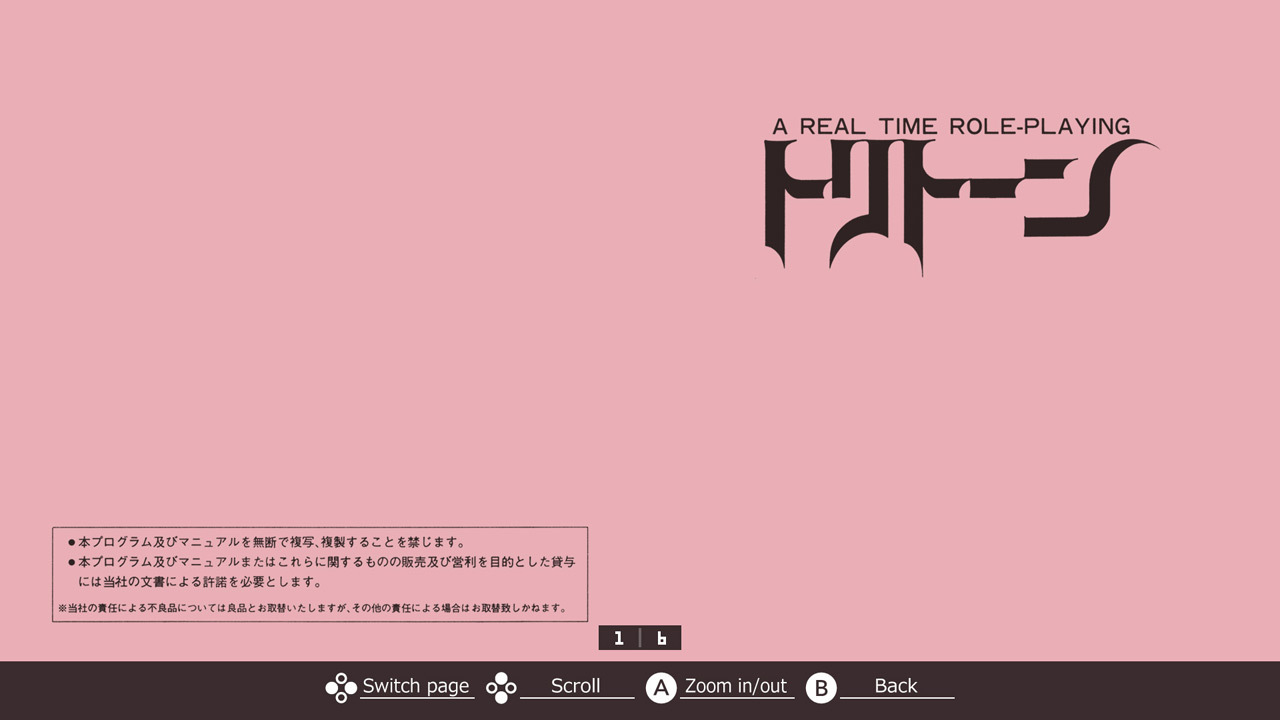 A REAL TIME ROLE-PLAYING
トリトーン
●本プログラム及びマニュアルを無断で複写、複製することを禁じます。
●本プログラム及びマニュアルまたはこれらに関するものの販売及び営利を目的とした貸与
には当社の文書による許諾を必要とします。
※当社の責任による不良品については良品とお取替いたしますが、その他の責任による場合はお取替致しかねます。
1 | 6
Switch page Scroll A Zoom in/out B Back